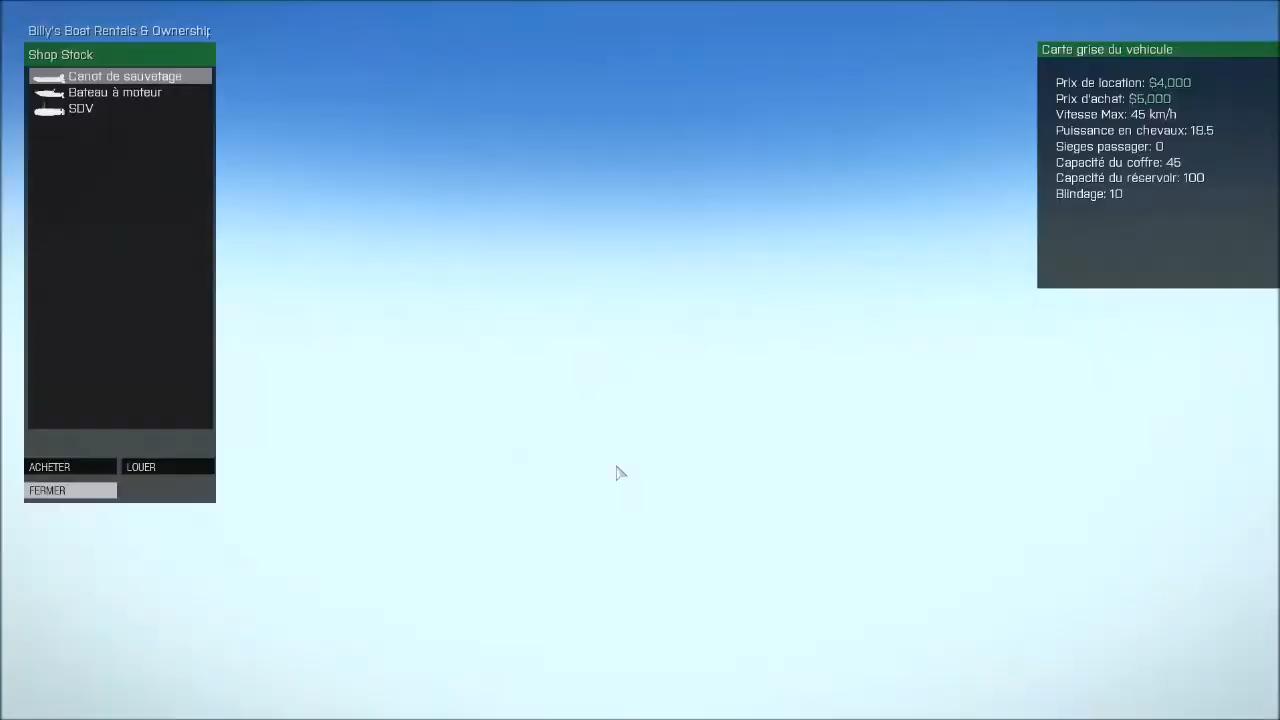 Billy's Boat Rentals & Ownership
Shop Stock
Canot de sauvetage
Bateau à moteur
SDV
ACHETER
LOUER
FERMER
Carte grise du vehicule
Prix de location: $4,000
Prix d'achat: $5,000
Vitesse Max: 45 km/h
Puissance en chevaux: 18.5
Sieges passager: 0
Capacité du coffre: 45
Capacité du réservoir: 100
Blindage: 10